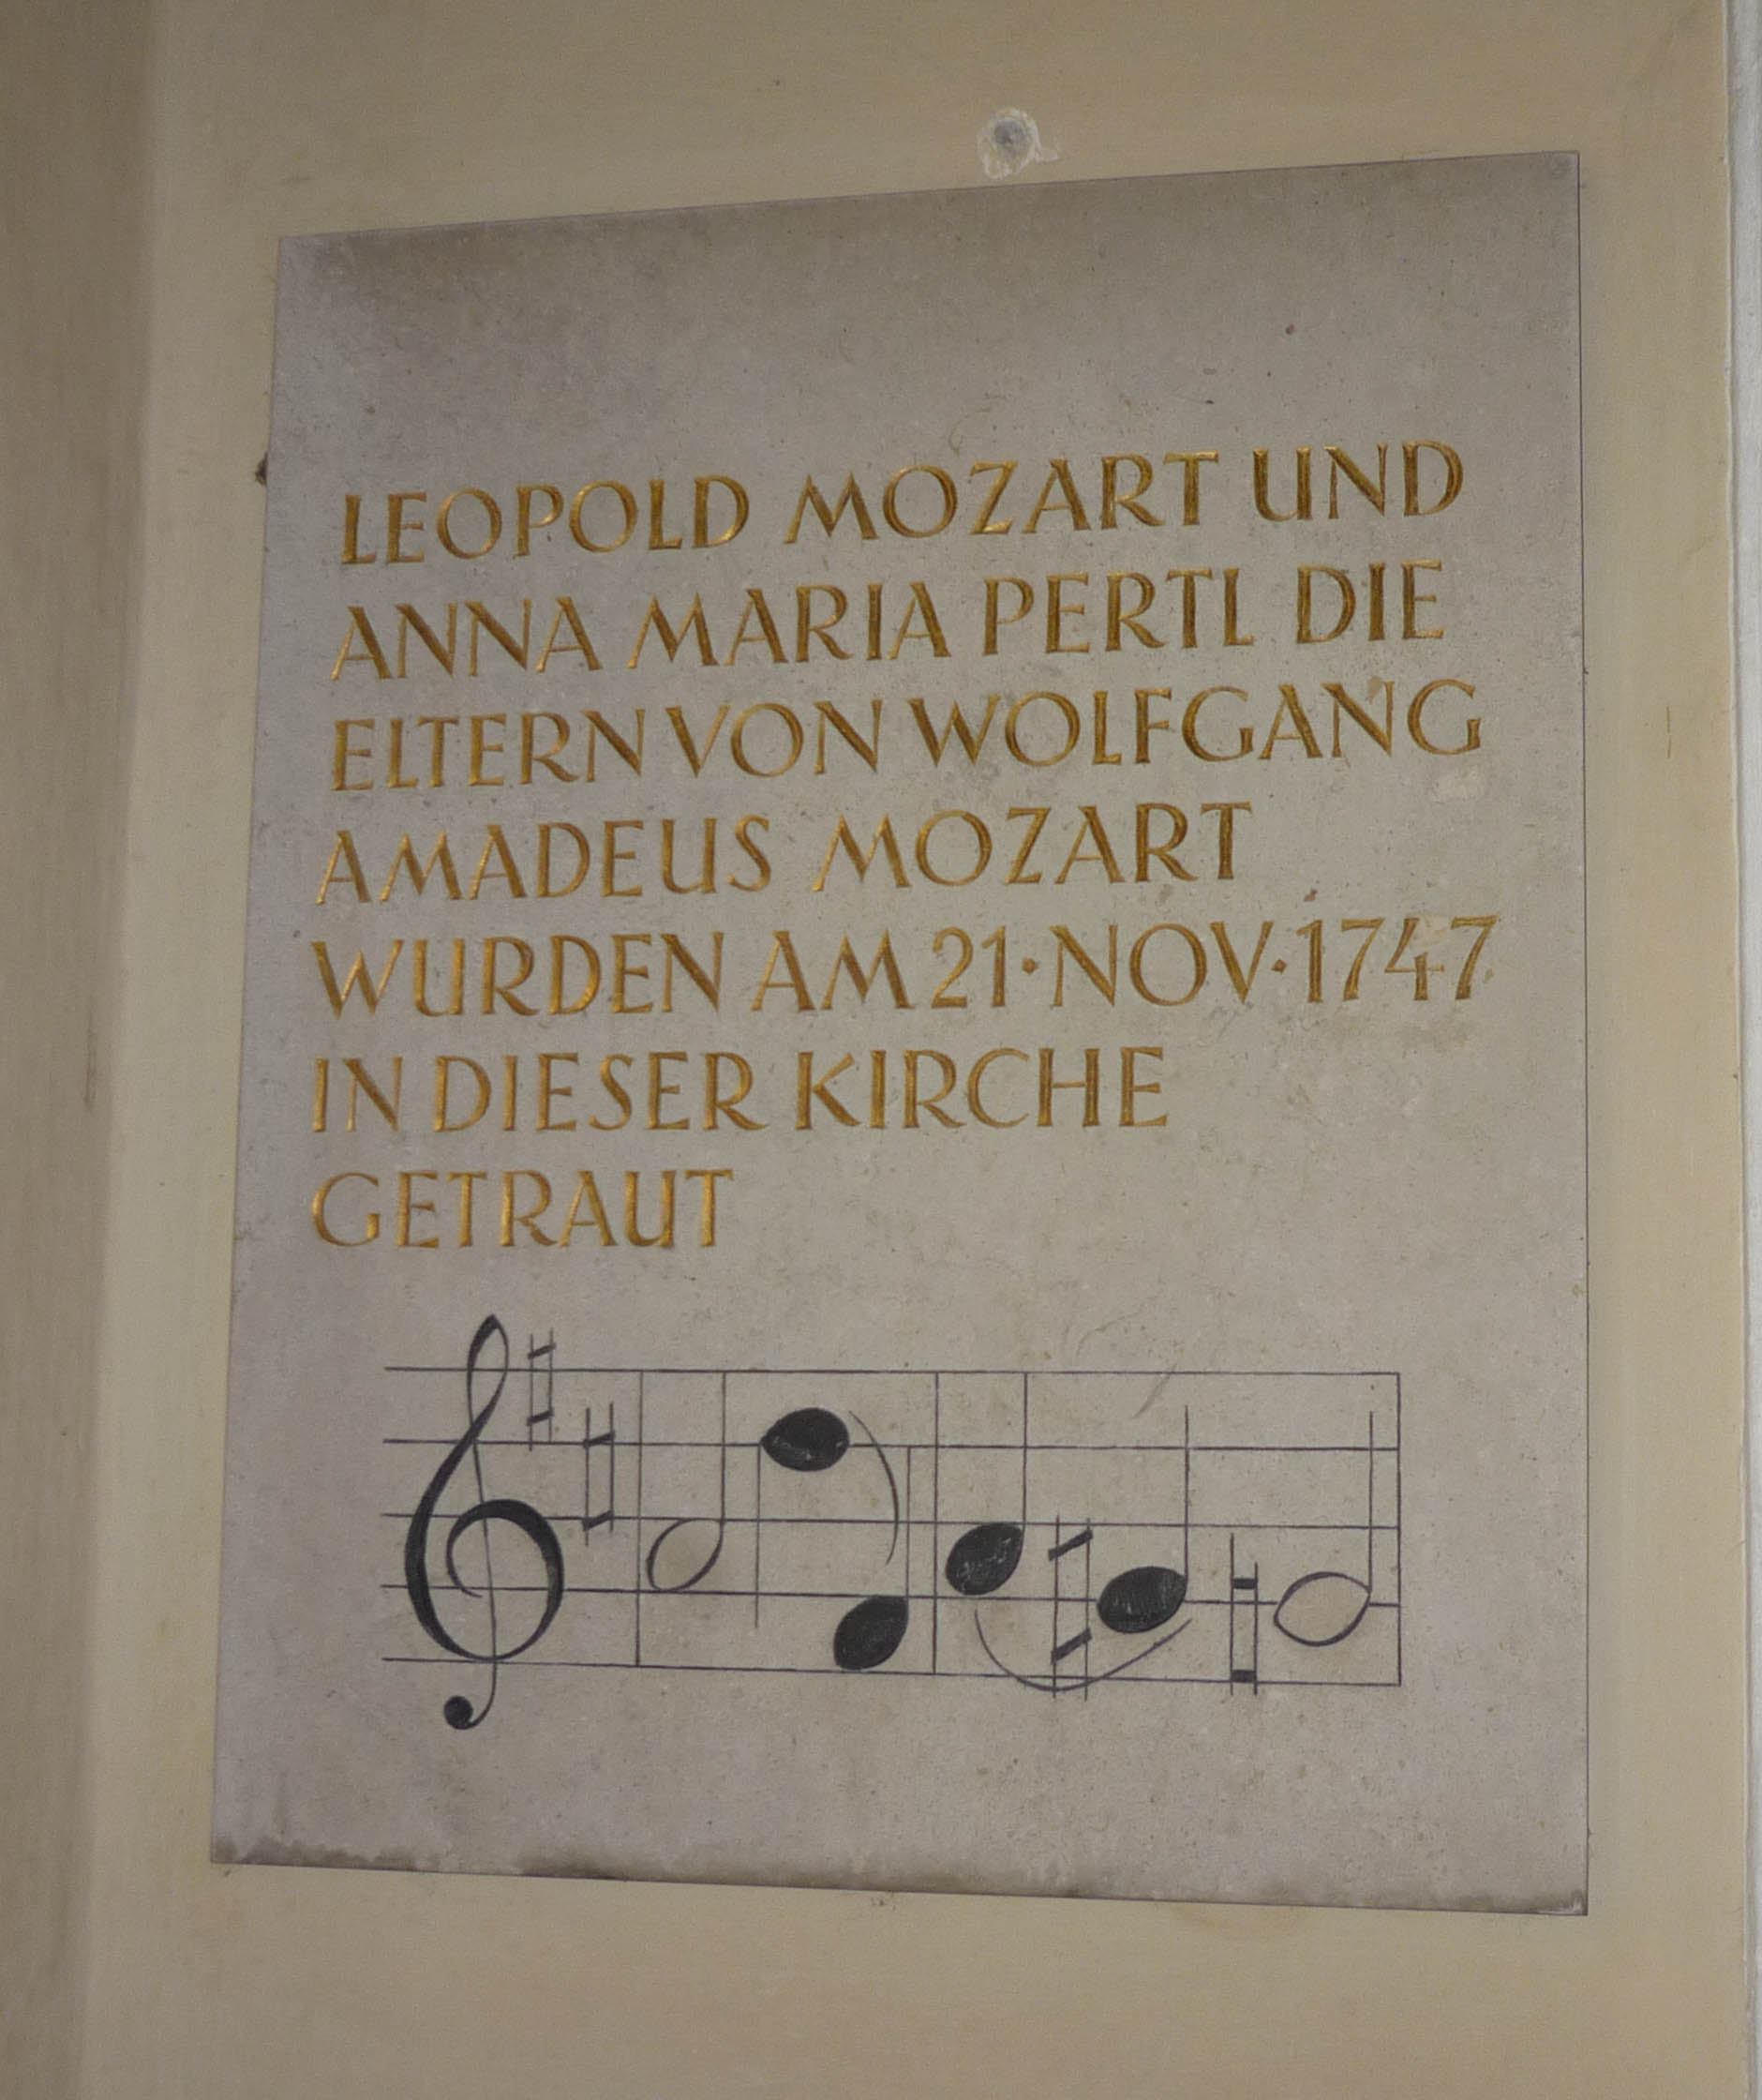 LEOPOLD MOZART UND
ANNA MARIA PERTL DIE
ELTERN VON WOLFGANG
AMADEUS MOZART
WURDEN AM 21·NOV·1747
IN DIESER KIRCHE
GETRAUT